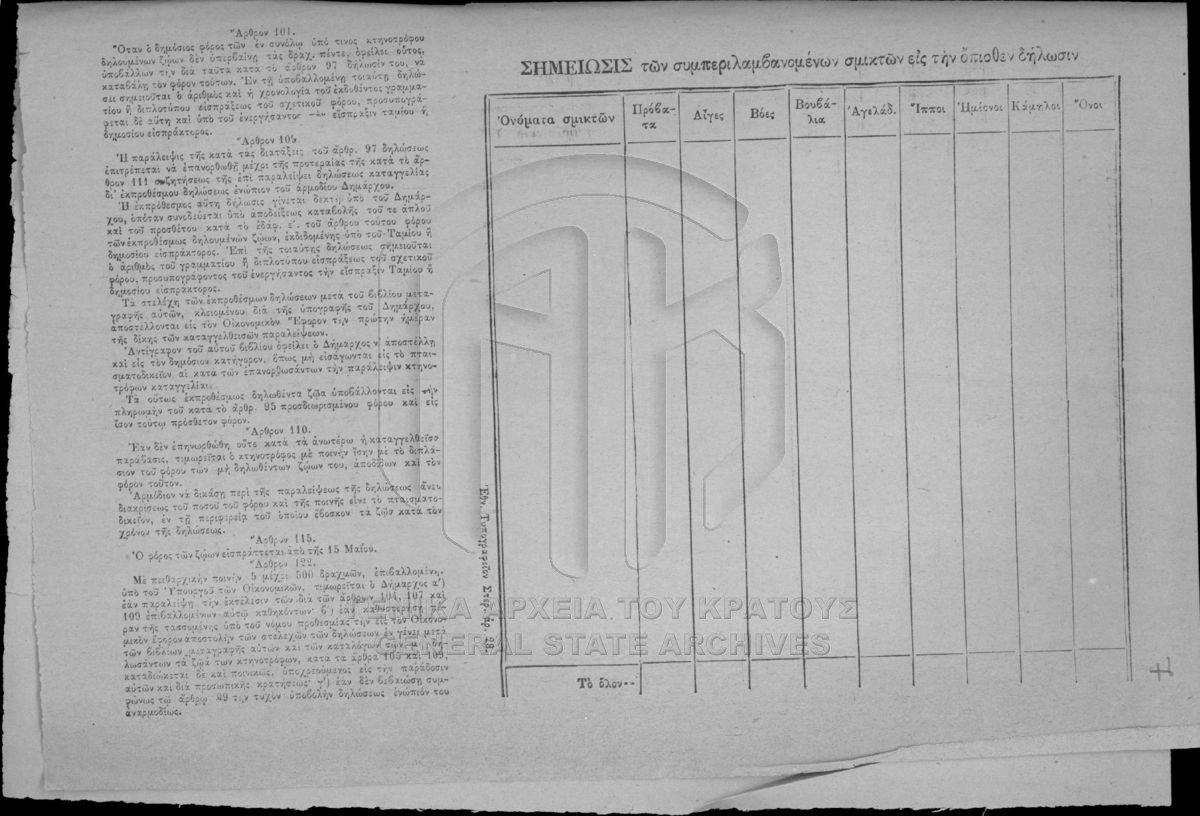 Ἄρθρον 101.
Ὅταν ὁ δημόσιος φόρος τῶν ἐν συνόλῳ ὑπό τινος κτηνοτρόφου
δηλουμένων ζῴων δὲν ὑπερβαίνῃ τὰς δραχ. πέντε, ὀφείλει οὗτος,
ὑποβάλλων τὴν διὰ ταῦτα κατὰ τὸ ἄρθρον 97 δήλωσίν του, νὰ
καταβάλῃ τὸν φόρον τούτων. Ἐν τῇ ὑποβαλλομένῃ τοιαύτῃ δηλώ-
σει σημειοῦται ὁ ἀριθμὸς καὶ ἡ χρονολογία τοῦ ἐκδοθέντος γραμμα-
τίου ἢ διπλοτύπου εἰσπράξεως τοῦ σχετικοῦ φόρου, προσυπογρά-
φεται δὲ αὕτη καὶ ὑπὸ τοῦ ἐνεργήσαντος τὴν εἴσπραξιν ταμίου ἢ
δημοσίου εἰσπράκτορος.
Ἄρθρον 109.
Ἡ παράλειψις τῆς κατὰ τὰς διατάξεις τοῦ ἄρθρ. 97 δηλώσεως
ἐπιτρέπεται νὰ ἐπανορθωθῇ μέχρι τῆς προτεραίας τῆς κατὰ τὸ ἄρ-
θρον 111 συζητήσεως τῆς ἐπὶ παραλείψει δηλώσεως καταγγελίας
δι' ἐκπροθέσμου δηλώσεως ἐνώπιον τοῦ ἁρμοδίου Δημάρχου.
Ἡ ἐκπρόθεσμος αὕτη δήλωσις γίνεται δεκτὴ ὑπὸ τοῦ Δημάρ-
χου, ὁπόταν συνοδεύεται ὑπὸ ἀποδείξεως καταβολῆς τοῦ τε ἁπλοῦ
καὶ τοῦ προσθέτου κατὰ τὸ ἐδάφ. ε'. τοῦ ἄρθρου τούτου φόρου
τῶν ἐκπροθέσμως δηλουμένων ζῴων, ἐκδιδομένης ὑπὸ τοῦ Ταμίου ἢ
δημοσίου εἰσπράκτορος. Ἐπὶ τῆς τοιαύτης δηλώσεως σημειοῦται
ὁ ἀριθμὸς τοῦ γραμματίου ἢ διπλοτύπου εἰσπράξεως τοῦ σχετικοῦ
φόρου, προσυπογράφοντος τοῦ ἐνεργήσαντος τὴν εἴσπραξιν Ταμίου ἢ
δημοσίου εἰσπράκτορος.
Τὰ στελέχη τῶν ἐκπροθέσμων δηλώσεων μετὰ τοῦ βιβλίου μετα-
γραφῆς αὐτῶν, κλειομένου διὰ τῆς ὑπογραφῆς τοῦ Δημάρχου,
ἀποστέλλονται εἰς τὸν Οἰκονομικὸν Ἔφορον τὴν πρώτην ἡμέραν
τῆς δίκης τῶν καταγγελθεισῶν παραλείψεων.
Ἀντίγραφον τοῦ αὐτοῦ βιβλίου ὀφείλει ὁ Δήμαρχος ν' ἀποστέλλῃ
καὶ εἰς τὸν δημόσιον κατήγορον, ὅπως μὴ εἰσάγωνται εἰς τὸ πται-
σματοδικεῖον αἱ κατὰ τῶν ἐπανορθωσάντων τὴν παράλειψιν κτηνο-
τρόφων καταγγελίαι.
Τὰ οὕτως ἐκπροθέσμως δηλωθέντα ζῷα ὑποβάλλονται εἰς τὴν
πληρωμὴν τοῦ κατὰ τὸ ἄρθρ. 95 προσδιωρισμένου φόρου καὶ εἰς
ἴσον τούτῳ πρόσθετον φόρον.
Ἄρθρον 110.
Ἐὰν δὲν ἐπηνωρθώθη οὕτε κατὰ τὰ ἀνωτέρω ἡ καταγγελθεῖσα
παράβασις, τιμωρεῖται ὁ κτηνοτρόφος μὲ ποινὴν ἴσην μὲ τὸ διπλά-
σιον τοῦ φόρου τῶν μὴ δηλωθέντων ζῴων του, ἀποδίδων καὶ τὸν
φόρον τοῦτον.
Ἁρμόδιον νὰ δικάσῃ περὶ τῆς παραλείψεως τῆς δηλώσεως ἄνευ
διακρίσεως τοῦ ποσοῦ τοῦ φόρου καὶ τῆς ποινῆς εἶνε τὸ πταισματο-
δικεῖον, ἐν τῇ περιφερείᾳ τοῦ ὁποίου ἔβοσκον τὰ ζῷα κατὰ τὸν
χρόνον τῆς δηλώσεως.
Ἄρθρον 115.
Ὁ φόρος τῶν ζῴων εἰσπράττεται ἀπὸ τῆς 15 Μαΐου.
Ἄρθρον 122.
Μὲ πειθαρχικὴν ποινὴν 5 μέχρι 500 δραχμῶν, ἐπιβαλλομένην
ὑπὸ τοῦ Ὑπουργοῦ τῶν Οἰκονομικῶν, τιμωρεῖται ὁ Δήμαρχος α')
ἐὰν παραλείψῃ τὴν ἐκτέλεσιν τῶν διὰ τῶν ἄρθρων 104, 107 καὶ
109 ἐπιβαλλομένων αὐτῷ καθηκόντων· β') ἐὰν καθυστερήσῃ πέ-
ραν τῆς τασσομένης ὑπὸ τοῦ νόμου προθεσμίας τὴν εἰς τὸν Οἰκονο-
μικὸν ἔφορον ἀποστολὴν τῶν στελεχῶν τῶν δηλώσεων ἐν γένει μετὰ
τῶν βιβλίων μεταγραφῆς αὐτῶν καὶ τῶν καταλόγων τῶν μὴ δη-
λωσάντων τὰ ζῷά των κτηνοτρόφων, κατὰ τὰ ἄρθρα 105 καὶ 109,
καταδιώκεται δὲ καὶ ποινικῶς, ὑποχρεούμενος εἰς τὴν παράδοσιν
αὐτῶν καὶ διὰ προσωπικῆς κρατήσεως· γ') ἐὰν δὲν βεβαιώσῃ συμ-
φώνως τῷ ἄρθρῳ 99 τὴν τυχὸν ὑποβολὴν δηλώσεως ἐνώπιόν του
ἀναρμοδίως.
Ἐθν. Τυπογραφεῖον Στερ. ἀρ. 28.
ΣΗΜΕΙΩΣΙΣ τῶν συμπεριλαμβανομένων σμικτῶν εἰς τὴν ὄπισθεν δήλωσιν
Ὀνόματα σμικτῶν
Πρόβα-
τα
Αἶγες
Βόες
Βουβά-
λια
Ἀγελάδ.
Ἵπποι
Ἡμίονοι
Κάμηλοι
Ὄνοι
Τὸ ὅλον
ΓΕΝΙΚΑ ΑΡΧΕΙΑ ΤΟΥ ΚΡΑΤΟΥΣ
GENERAL STATE ARCHIVES